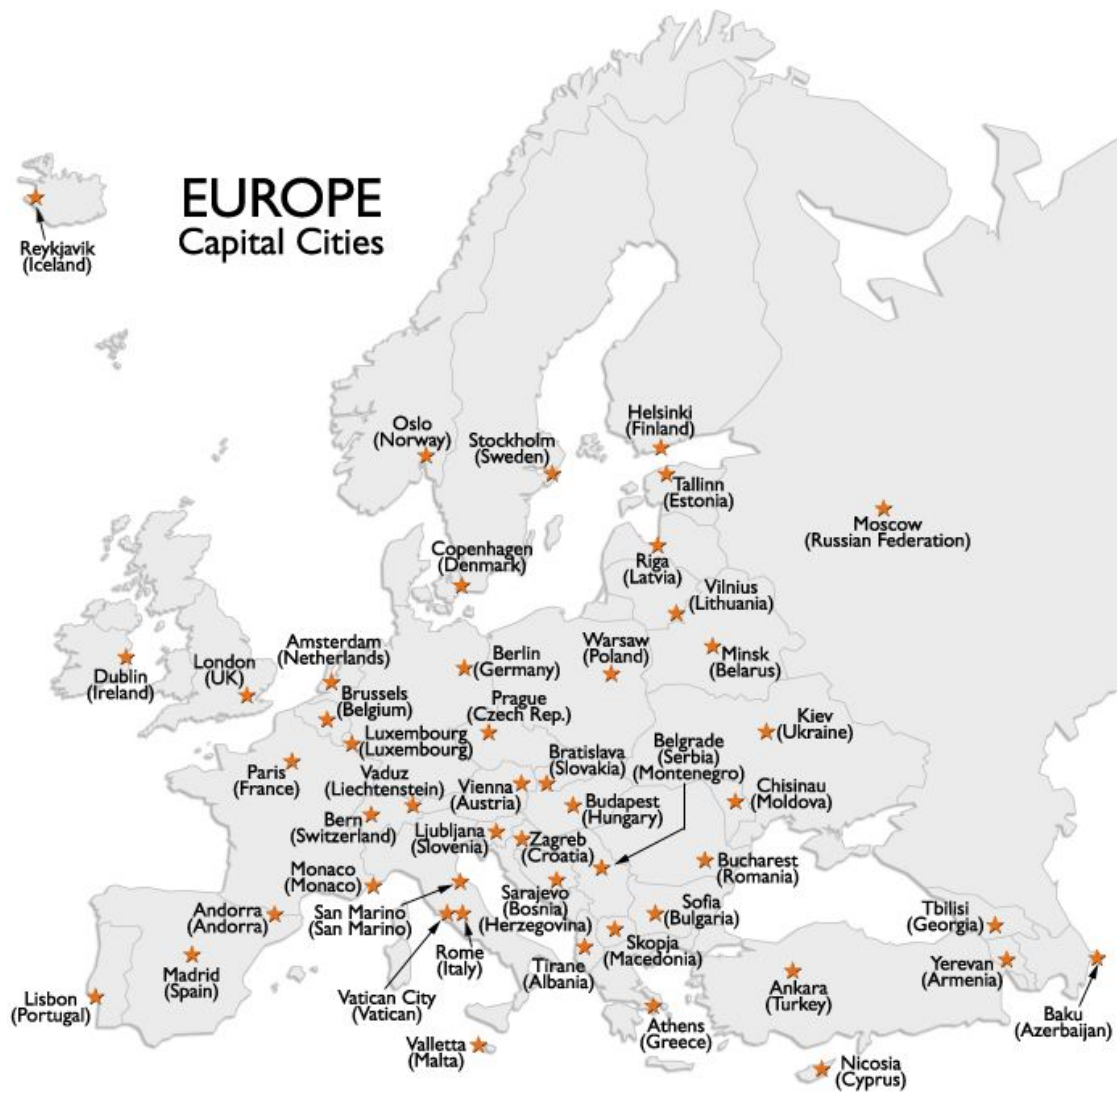 EUROPE
Capital Cities
Reykjavik
(Iceland)
Oslo
(Norway)
Stockholm
(Sweden)
Helsinki
(Finland)
Tallinn
(Estonia)
Moscow
(Russian Federation)
Copenhagen
(Denmark)
Riga
(Latvia)
Vilnius
(Lithuania)
Dublin
(Ireland)
London
(UK)
Amsterdam
(Netherlands)
Berlin
(Germany)
Warsaw
(Poland)
Minsk
(Belarus)
Brussels
(Belgium)
Prague
(Czech Rep.)
Luxembourg
(Luxembourg)
Kiev
(Ukraine)
Paris
(France)
Vaduz
(Liechtenstein)
Vienna
(Austria)
Bratislava
(Slovakia)
Belgrade
(Serbia)
(Montenegro)
Chisinau
(Moldova)
Bern
(Switzerland)
Budapest
(Hungary)
Ljubljana
(Slovenia)
Zagreb
(Croatia)
Bucharest
(Romania)
Monaco
(Monaco)
Andorra
(Andorra)
San Marino
(San Marino)
Sarajevo
(Bosnia)
(Herzegovina)
Sofia
(Bulgaria)
Tbilisi
(Georgia)
Madrid
(Spain)
Rome
(Italy)
Tirane
(Albania)
Skopja
(Macedonia)
Ankara
(Turkey)
Yerevan
(Armenia)
Lisbon
(Portugal)
Vatican City
(Vatican)
Athens
(Greece)
Baku
(Azerbaijan)
Valletta
(Malta)
Nicosia
(Cyprus)